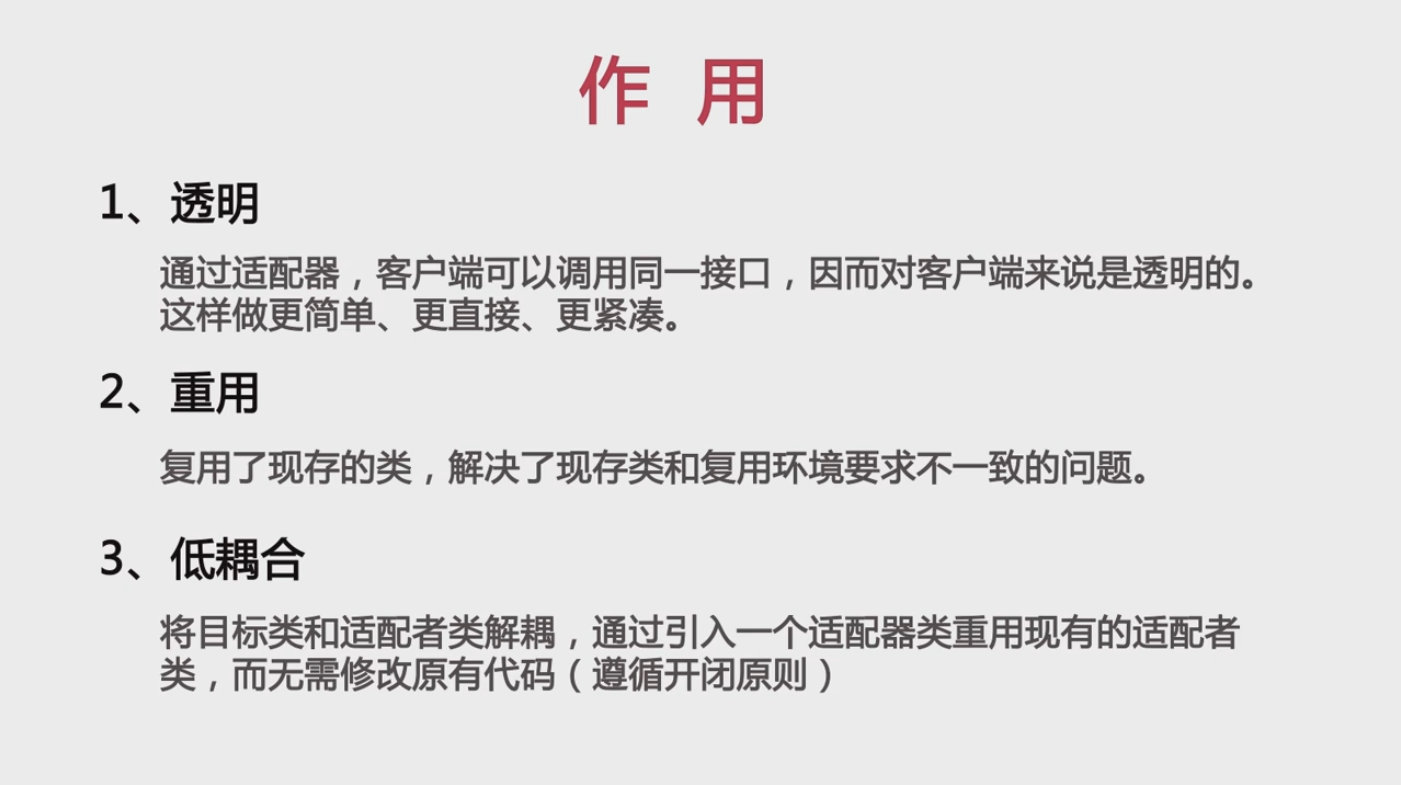 作 用
1、透明
通过适配器，客户端可以调用同一接口，因而对客户端来说是透明的。
这样做更简单、更直接、更紧凑。
2、重用
复用了现存的类，解决了现存类和复用环境要求不一致的问题。
3、低耦合
将目标类和适配者类解耦，通过引入一个适配器类重用现有的适配者
类，而无需修改原有代码（遵循开闭原则）